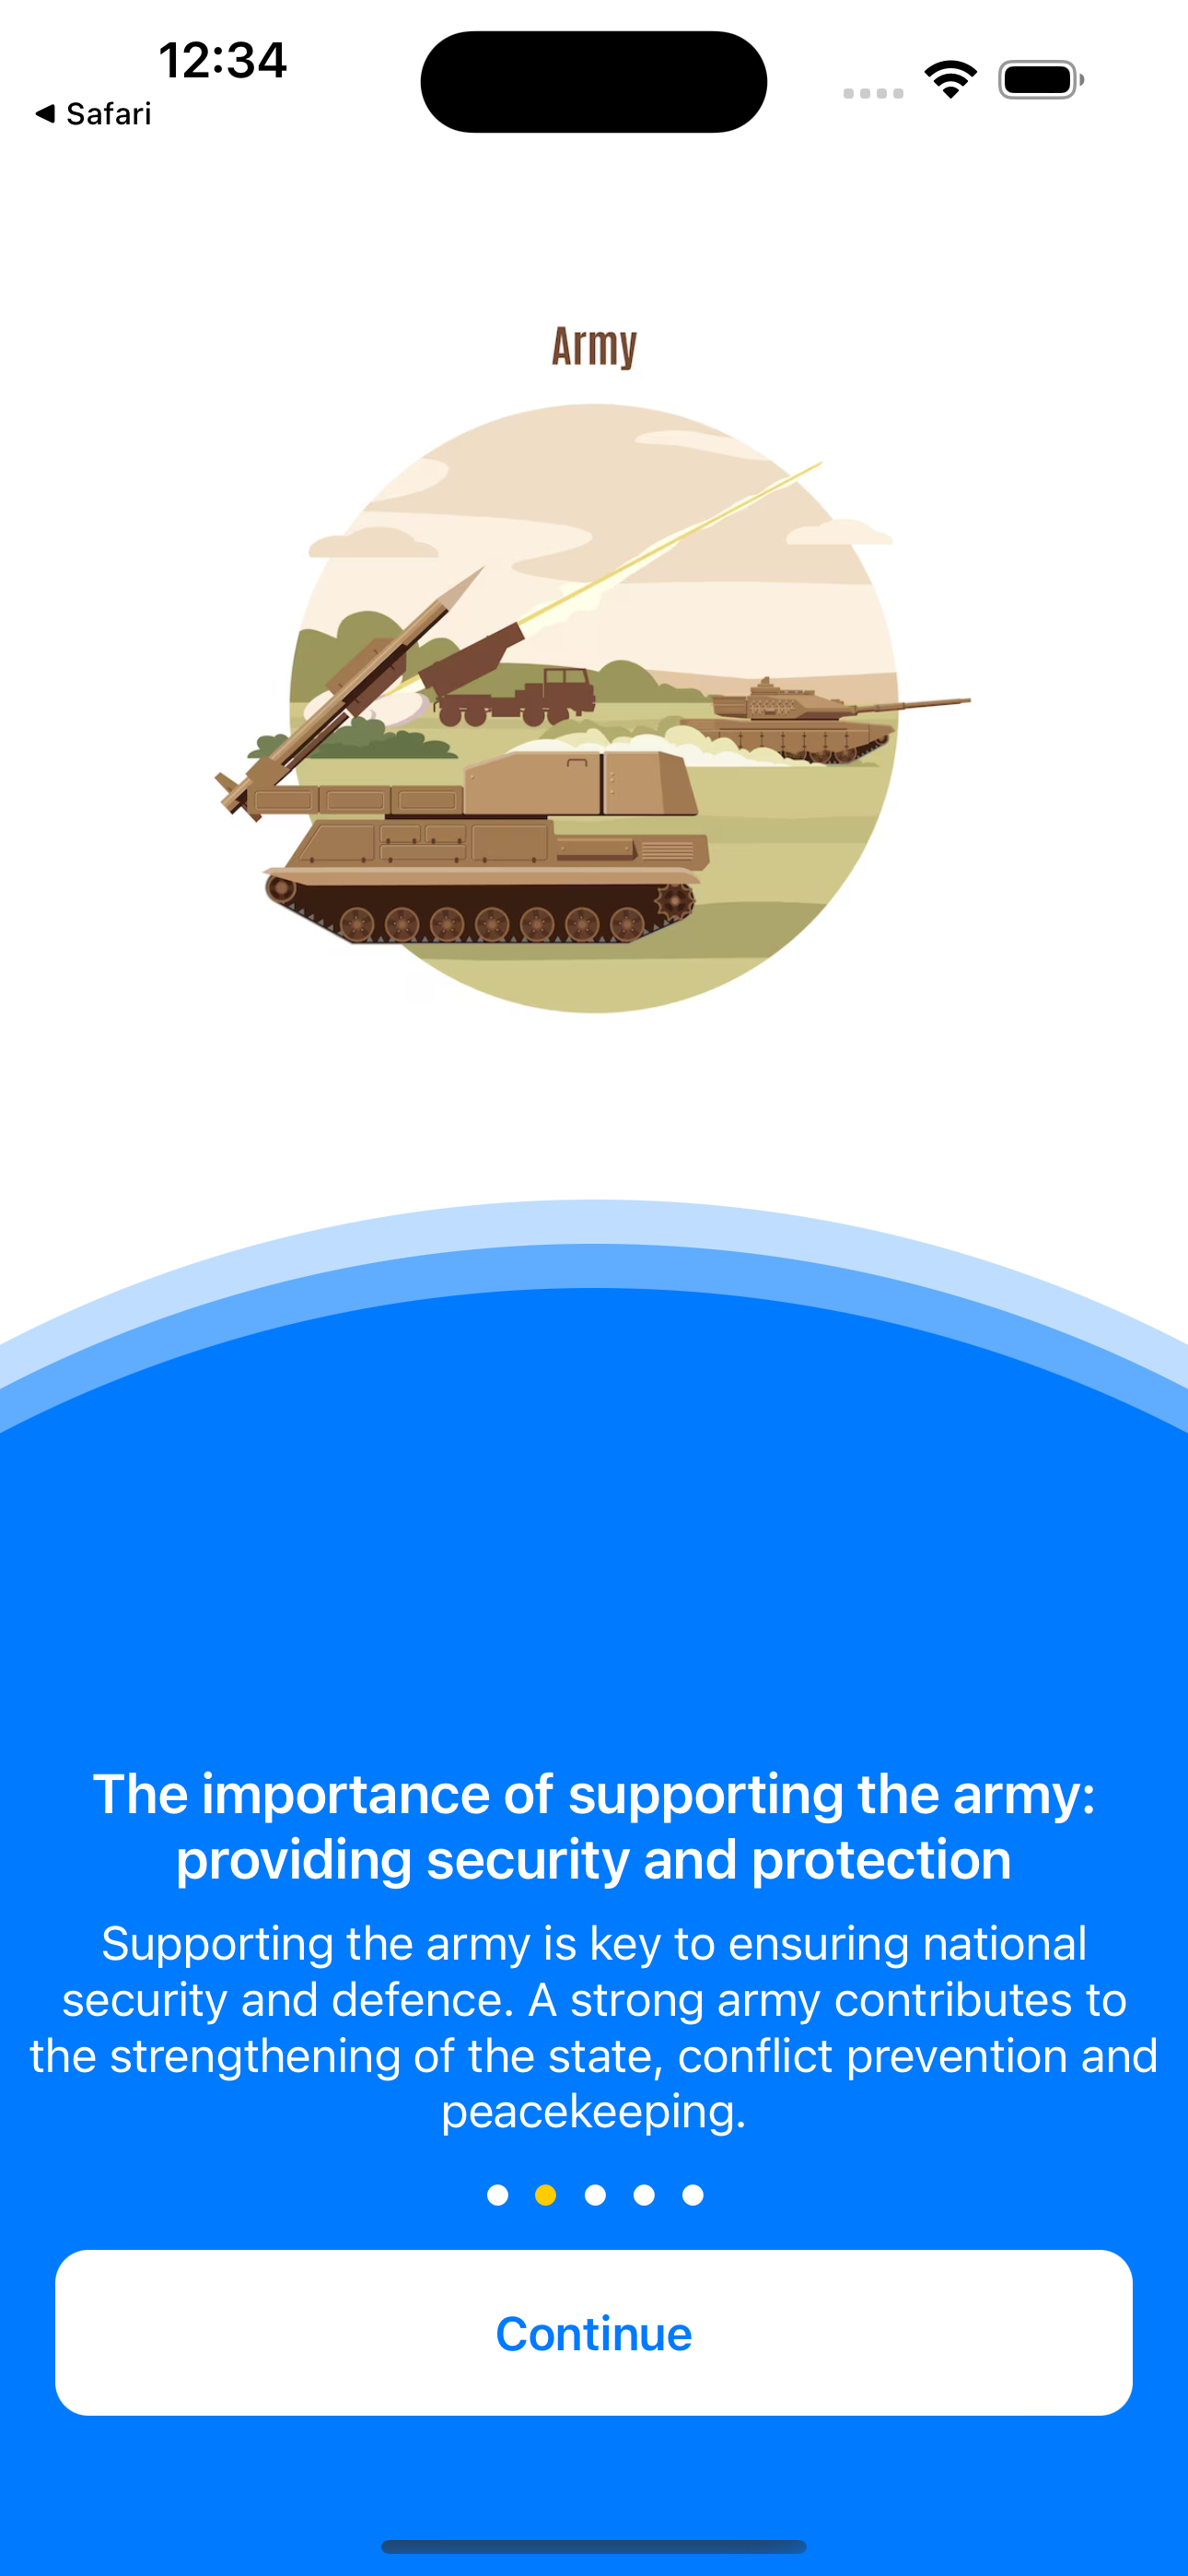 12:34
Safari
Army
The importance of supporting the army:
providing security and protection
Supporting the army is key to ensuring national
security and defence. A strong army contributes to
the strengthening of the state, conflict prevention and
peacekeeping.
Continue